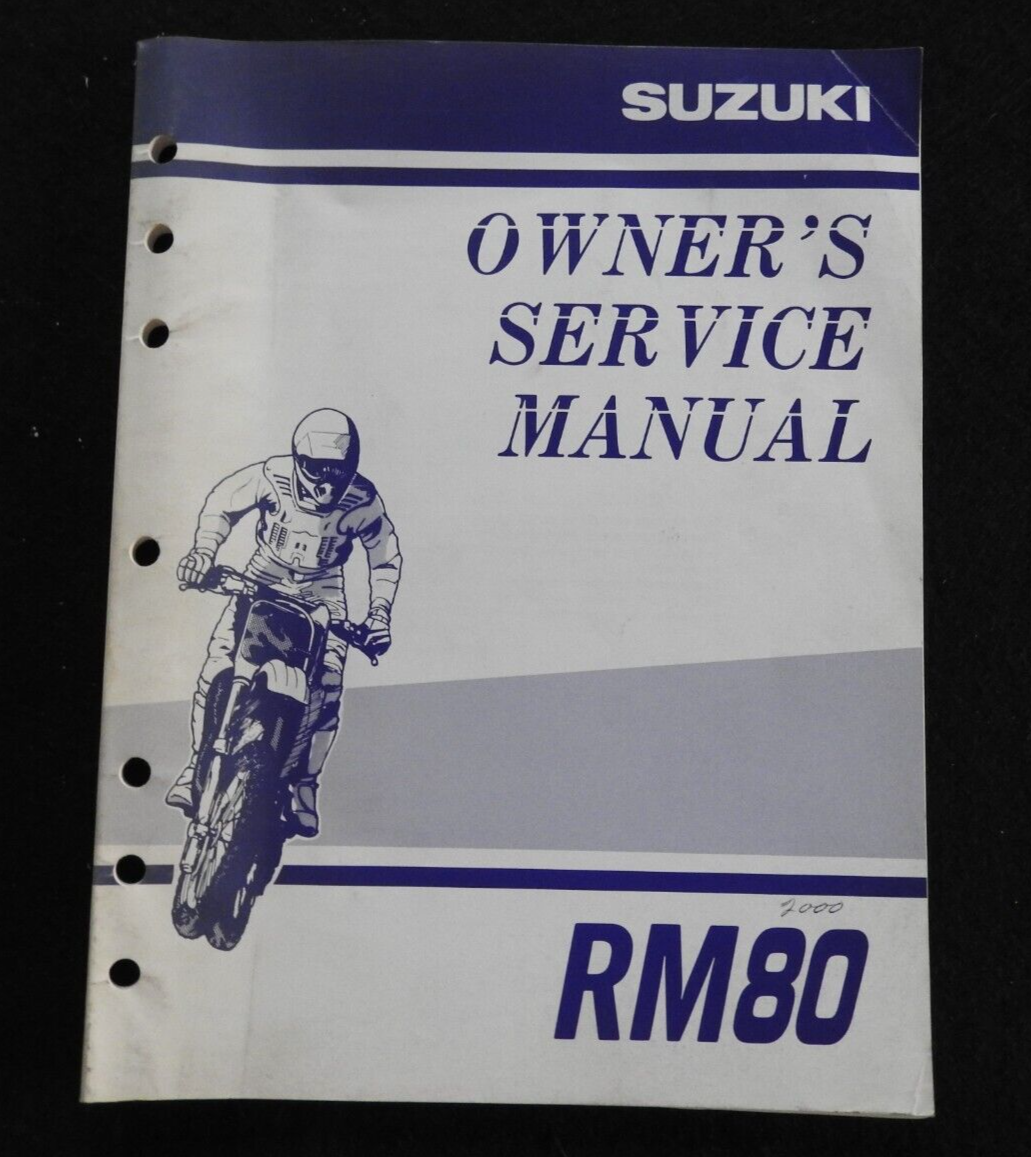 SUZUKI
OWNER'S
SERVICE
MANUAL
2000
RM80